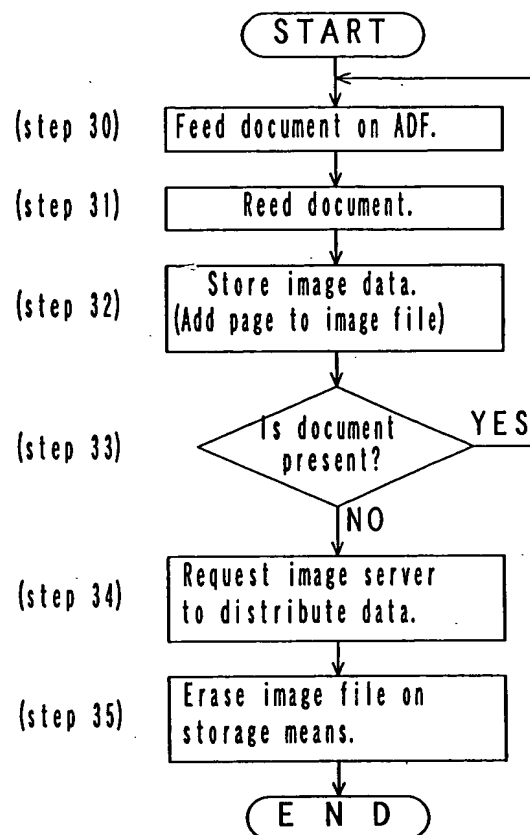 START
(step 30) Feed document on ADF.
(step 31) Reed document.
Store image data.
(step 32) (Add page to image file)
Is document YES
(step 33) present?
NO
Request image server
(step 34) to distribute data.
Erase image file on
(step 35) storage means.
E N D